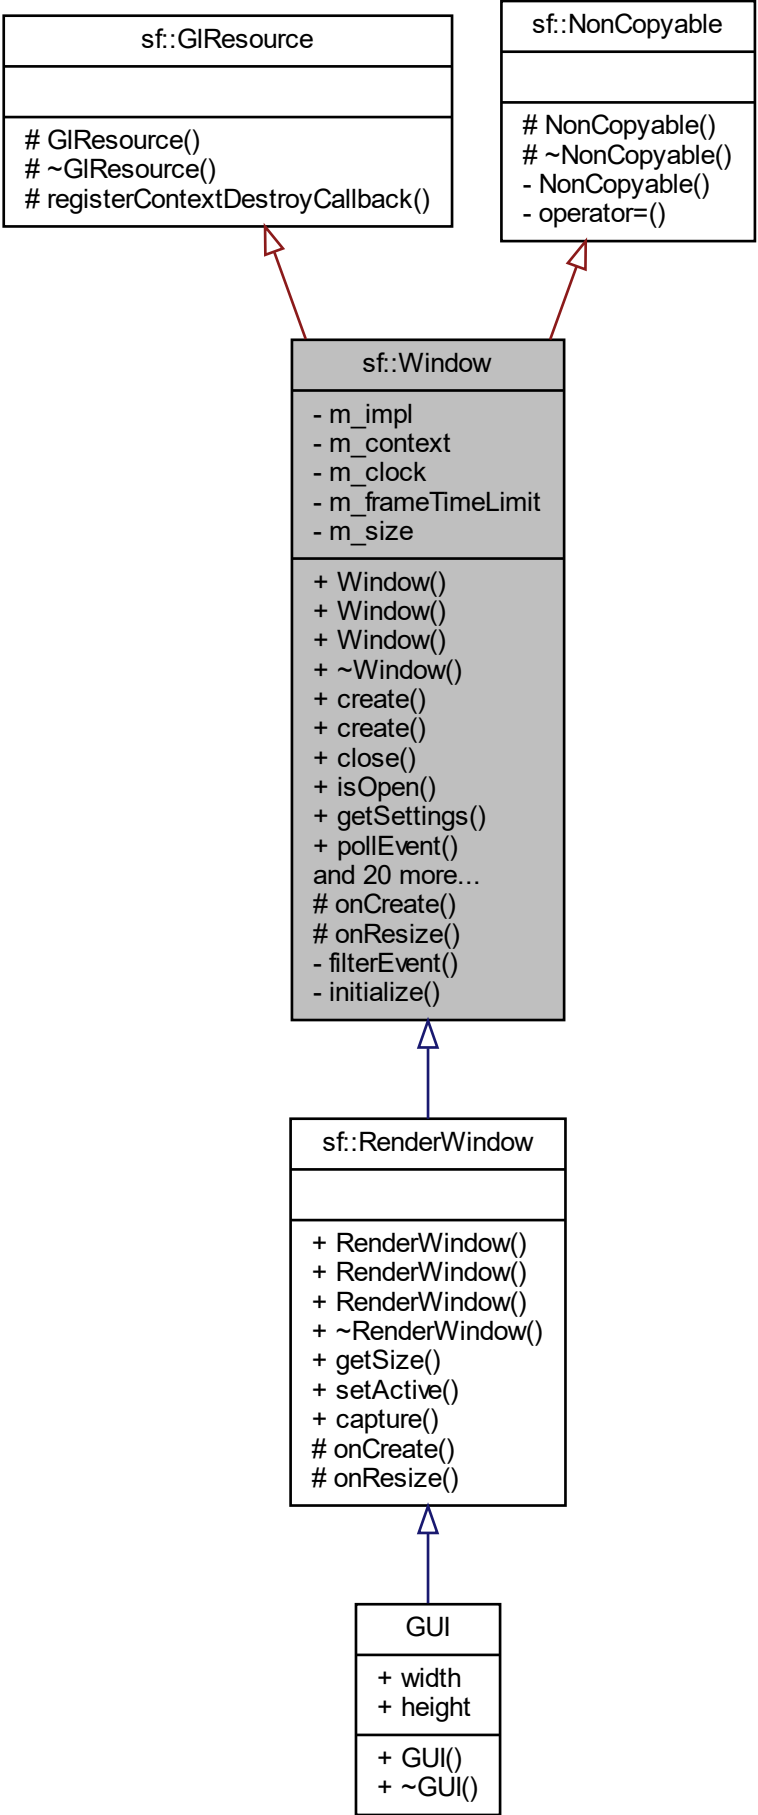 sf::GlResource
# GlResource()
# ~GlResource()
# registerContextDestroyCallback()
sf::NonCopyable
# NonCopyable()
# ~NonCopyable()
- NonCopyable()
- operator=()
sf::Window
- m_impl
- m_context
- m_clock
- m_frameTimeLimit
- m_size
+ Window()
+ Window()
+ Window()
+ ~Window()
+ create()
+ create()
+ close()
+ isOpen()
+ getSettings()
+ pollEvent()
and 20 more...
# onCreate()
# onResize()
- filterEvent()
- initialize()
sf::RenderWindow
+ RenderWindow()
+ RenderWindow()
+ RenderWindow()
+ ~RenderWindow()
+ getSize()
+ setActive()
+ capture()
# onCreate()
# onResize()
GUI
+ width
+ height
+ GUI()
+ ~GUI()